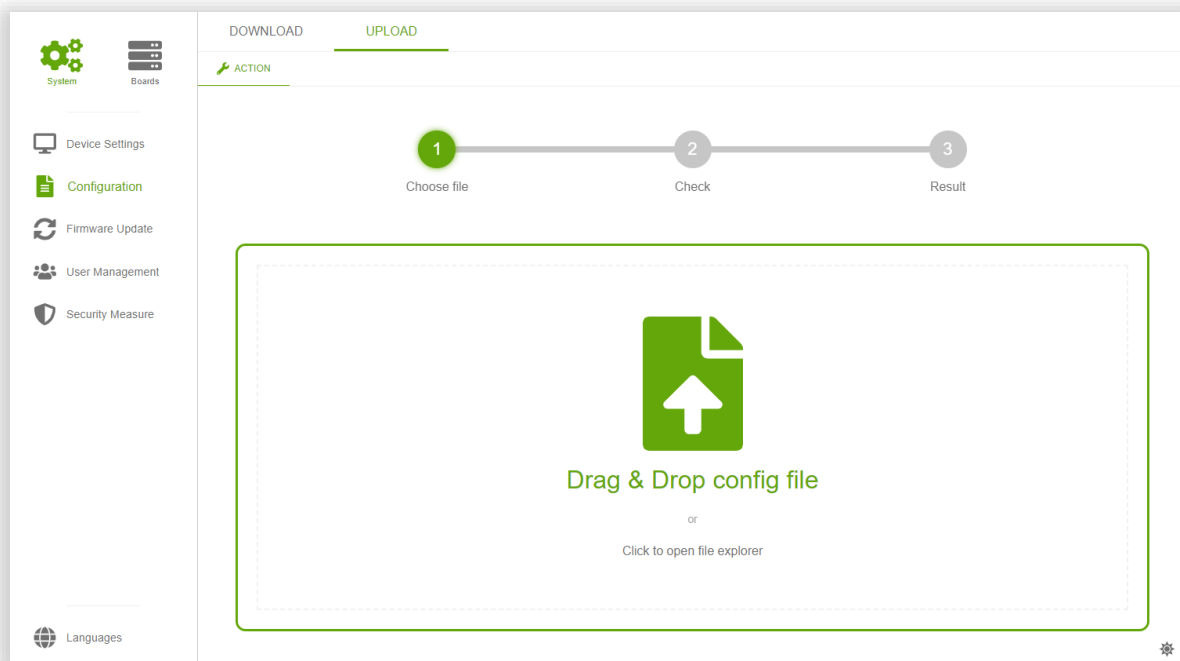 DOWNLOAD
UPLOAD
ACTION
System
Boards
Device Settings
Configuration
Firmware Update
User Management
Security Measure
Languages
1
2
3
Choose file
Check
Result
Drag & Drop config file
or
Click to open file explorer